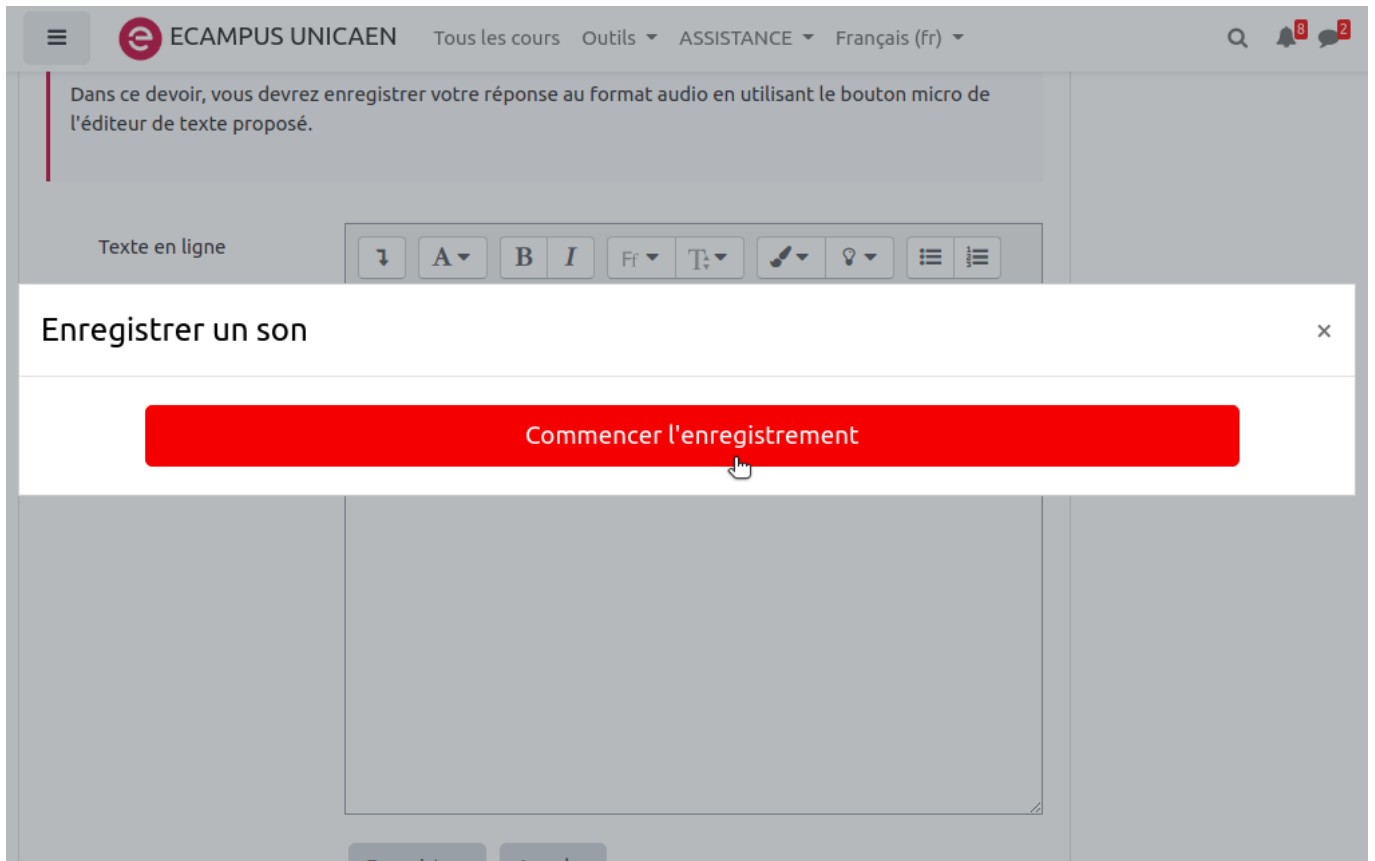 ECAMPUS UNICAEN Tous les cours Outils ASSISTANCE Français (fr) 8 2
Dans ce devoir, vous devrez enregistrer votre réponse au format audio en utilisant le bouton micro de
l'éditeur de texte proposé.
Texte en ligne
A B I Ff T
Enregistrer un son ×
Commencer l'enregistrement